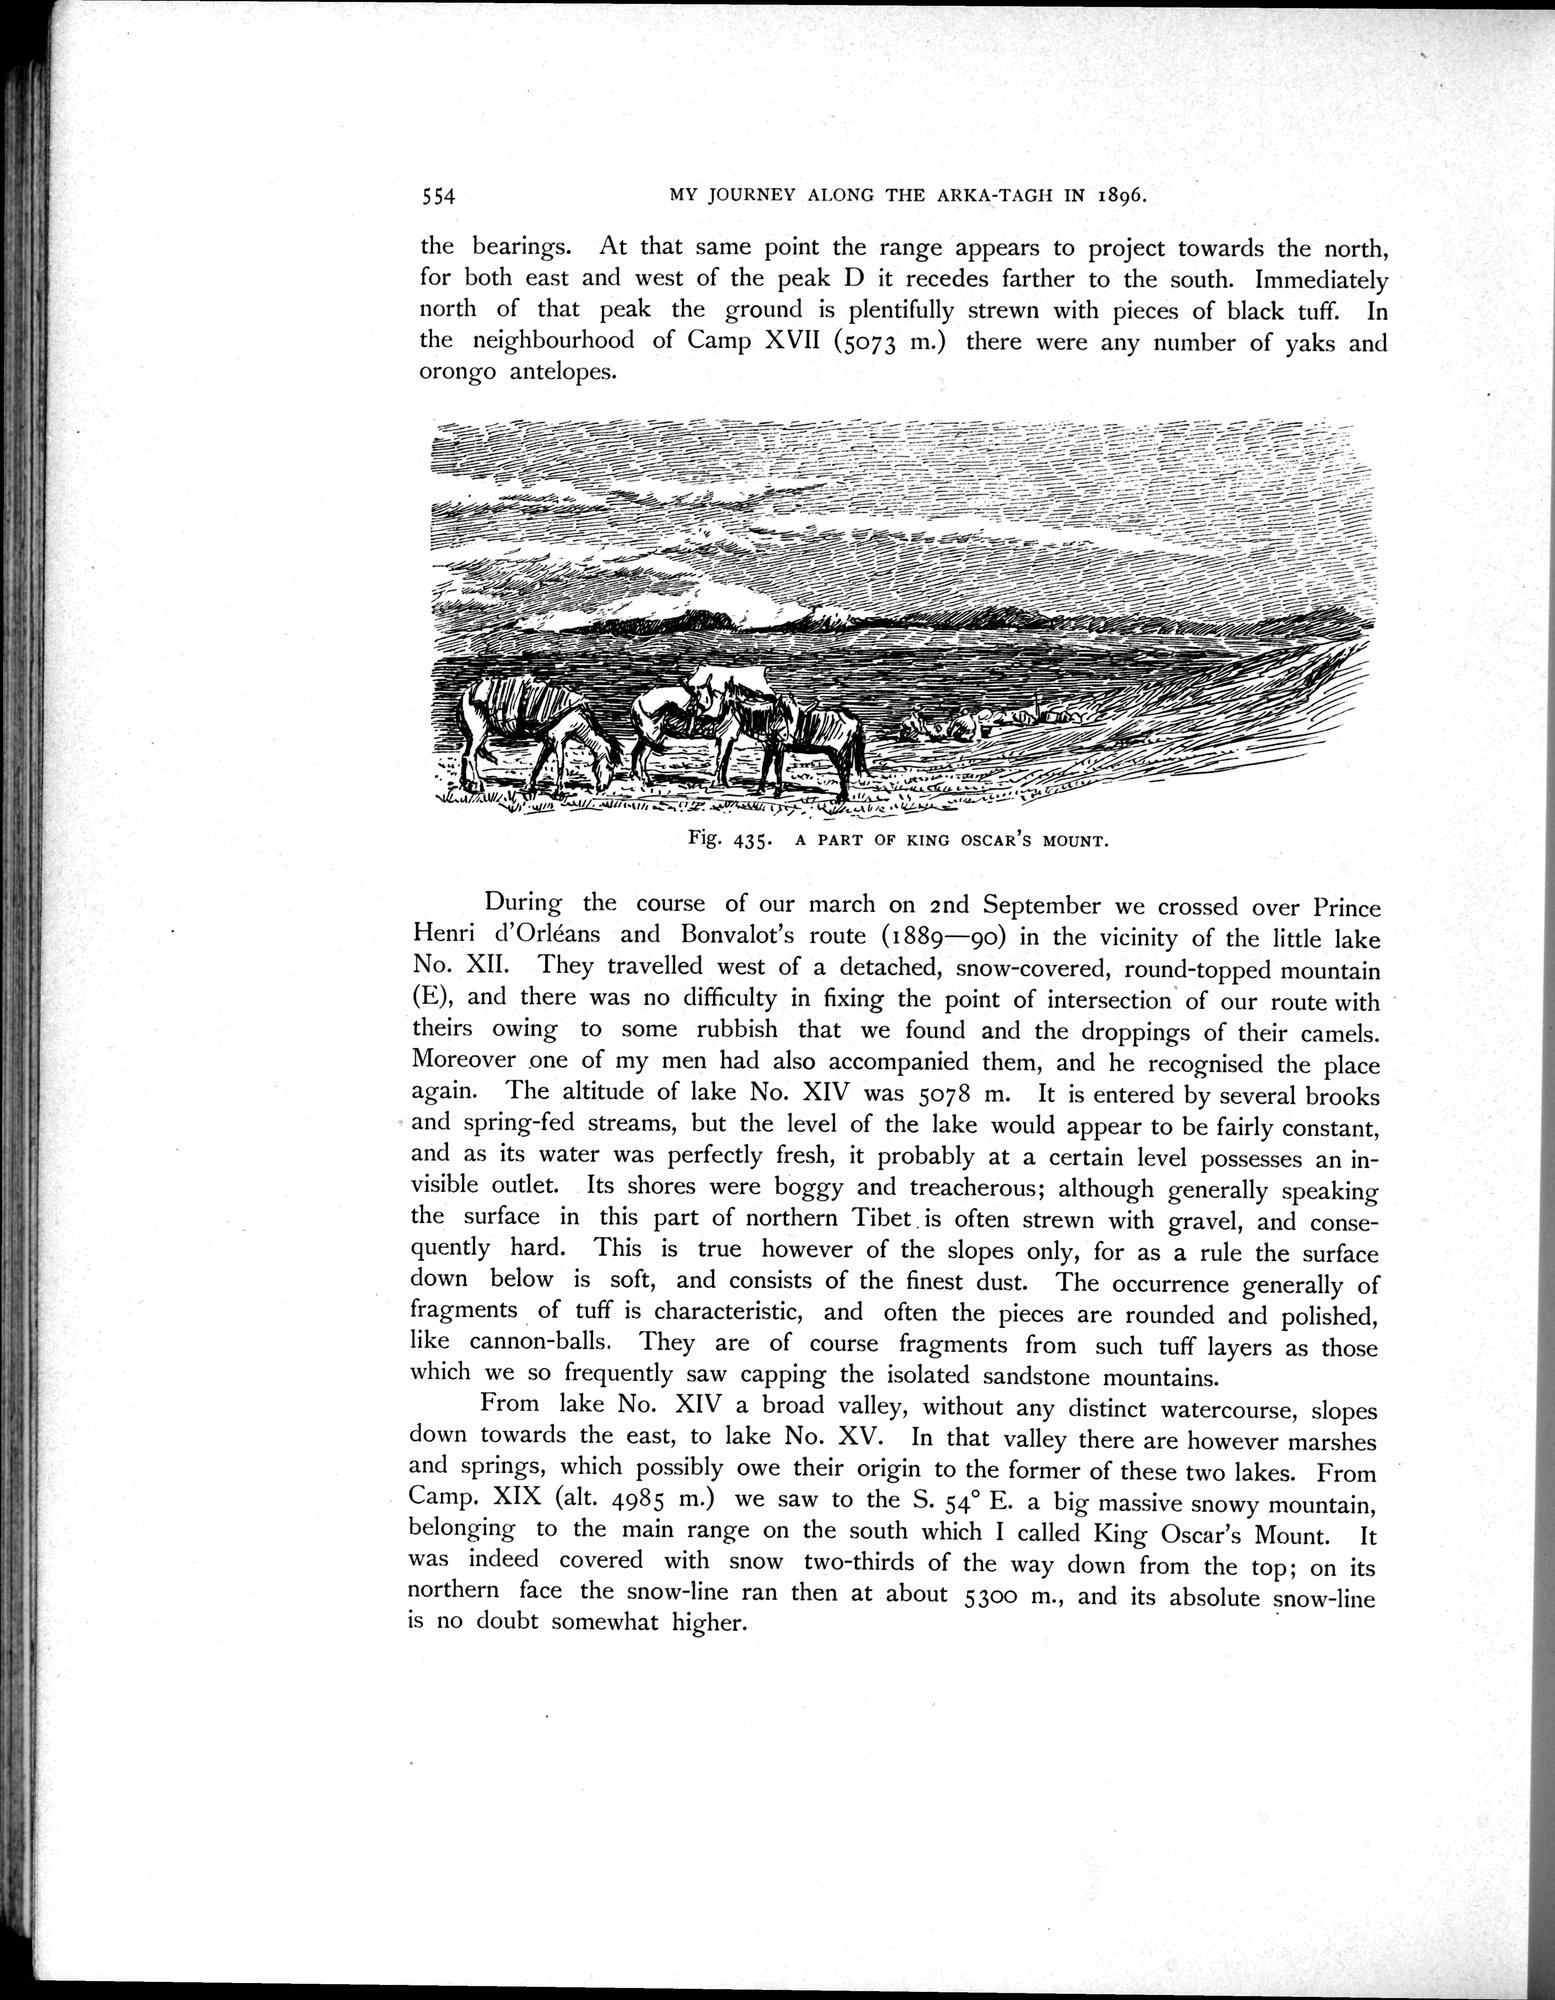 554 MY JOURNEY ALONG THE ARKA-TAGH IN 1896.
the bearings. At that same point the range appears to project towards the north,
for both east and west of the peak D it recedes farther to the south. Immediately
north of that peak the ground is plentifully strewn with pieces of black tuff. In
the neighbourhood of Camp XVII (5073 m.) there were any number of yaks and
orongo antelopes.
Fig. 435. A PART OF KING OSCAR'S MOUNT.
During the course of our march on 2nd September we crossed over Prince
Henri d'Orléans and Bonvalot's route (1889—90) in the vicinity of the little lake
No. XII. They travelled west of a detached, snow-covered, round-topped mountain
(E), and there was no difficulty in fixing the point of intersection of our route with
theirs owing to some rubbish that we found and the droppings of their camels.
Moreover one of my men had also accompanied them, and he recognised the place
again. The altitude of lake No. XIV was 5078 m. It is entered by several brooks
and spring-fed streams, but the level of the lake would appear to be fairly constant,
and as its water was perfectly fresh, it probably at a certain level possesses an in-
visible outlet. Its shores were boggy and treacherous; although generally speaking
the surface in this part of northern Tibet is often strewn with gravel, and conse-
quently hard. This is true however of the slopes only, for as a rule the surface
down below is soft, and consists of the finest dust. The occurrence generally of
fragments of tuff is characteristic, and often the pieces are rounded and polished,
like cannon-balls. They are of course fragments from such tuff layers as those
which we so frequently saw capping the isolated sandstone mountains.
From lake No. XIV a broad valley, without any distinct watercourse, slopes
down towards the east, to lake No. XV. In that valley there are however marshes
and springs, which possibly owe their origin to the former of these two lakes. From
Camp. XIX (alt. 4985 m.) we saw to the S. 54° E. a big massive snowy mountain,
belonging to the main range on the south which I called King Oscar's Mount. It
was indeed covered with snow two-thirds of the way down from the top; on its
northern face the snow-line ran then at about 5300 m., and its absolute snow-line
is no doubt somewhat higher.